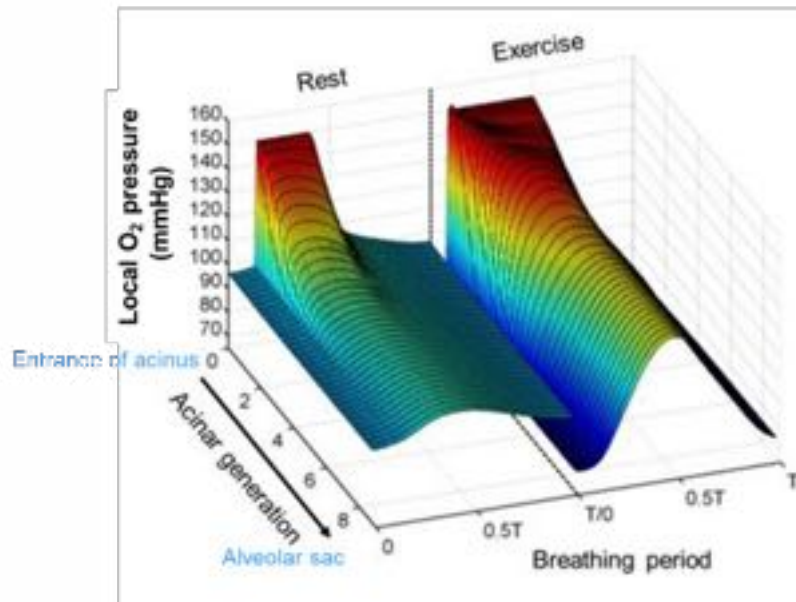 Rest
Exercise
Local O₂ pressure
(mmHg)
160
150
140
130
120
110
100
90
80
70
Entrance of acinus
0
2
4
6
8
Acinar generation
Alveolar sac
0
0.5T
T/0
0.5T
T
Breathing period